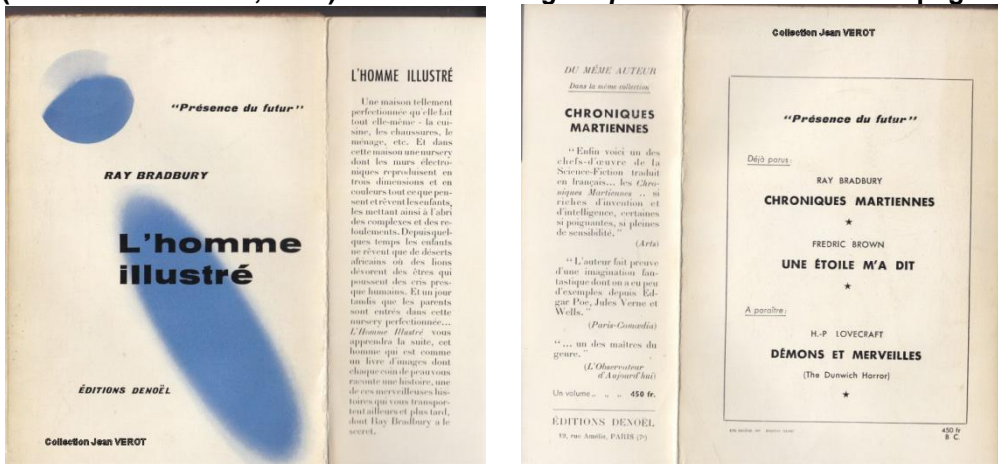 "Présence du futur"
RAY BRADBURY
L'homme
illustré
ÉDITIONS DENOËL
Collection Jean VEROT
L'HOMME ILLUSTRÉ
Une maison tellement
perfectionnée qu'elle fait
tout elle-même - la cui-
sine, les chaussures, le
ménage, etc. Et dans
cette maison une nursery
dont les murs électro-
niques reproduisent en
trois dimensions et en
couleurs tout ce que pen-
sent et rêvent les enfants,
les mettant ainsi à l'abri
des complexes et des re-
foulements. Depuis quel-
ques temps les enfants
ne rêvent que de déserts
africains où des lions
dévorent des êtres qui
poussent des cris pres-
que humains. Et un jour
tandis que les parents
sont entrés dans cette
nursery perfectionnée...
L'Homme Illustré vous
apprendra la suite, cet
homme qui est comme
un livre d'images dont
chaque coin de peau vous
raconte une histoire, une
de ces merveilleuses his-
toires qui vous transpor-
tent ailleurs et plus tard,
dont Ray Bradbury a le
secret.
DU MÊME AUTEUR
Dans la même collection
CHRONIQUES
MARTIENNES
"Enfin voici un des
chefs-d'œuvre de la
Science-Fiction traduit
en français... les Chro-
niques Martiennes .. si
riches d'invention et
d'intelligence, certaines
si poignantes, si pleines
de sensibilité."
(Arts)
"L'auteur fait preuve
d'une imagination fan-
tastique dont on a eu peu
d'exemples depuis Ed-
gar Poe, Jules Verne et
Wells."
(Paris-Comœdia)
"... un des maîtres du
genre."
(L'Observateur
d'Aujourd'hui)
Un volume .. .. .. 450 fr.
ÉDITIONS DENOËL
19, rue Amélie, PARIS (7e)
Collection Jean VEROT
"Présence du futur"
Déjà parus:
RAY BRADBURY
CHRONIQUES MARTIENNES
★
FREDRIC BROWN
UNE ÉTOILE M'A DIT
★
A paraître:
H.-P LOVECRAFT
DÉMONS ET MERVEILLES
(The Dunwich Horror)
★
450 fr
B C.